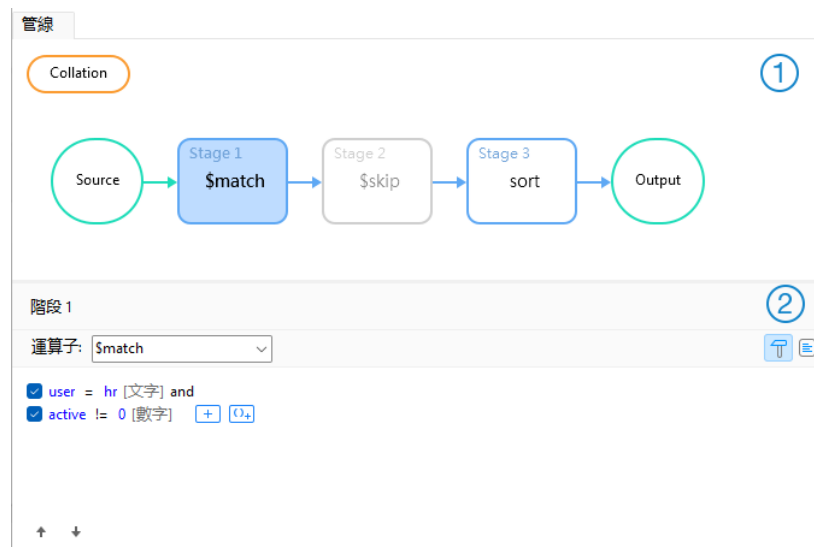 管線
Collation
①
Source
Stage 1
$match
Stage 2
$skip
Stage 3
sort
Output
階段 1
②
運算子: $match
user = hr [文字] and
active != 0 [數字] + ()+